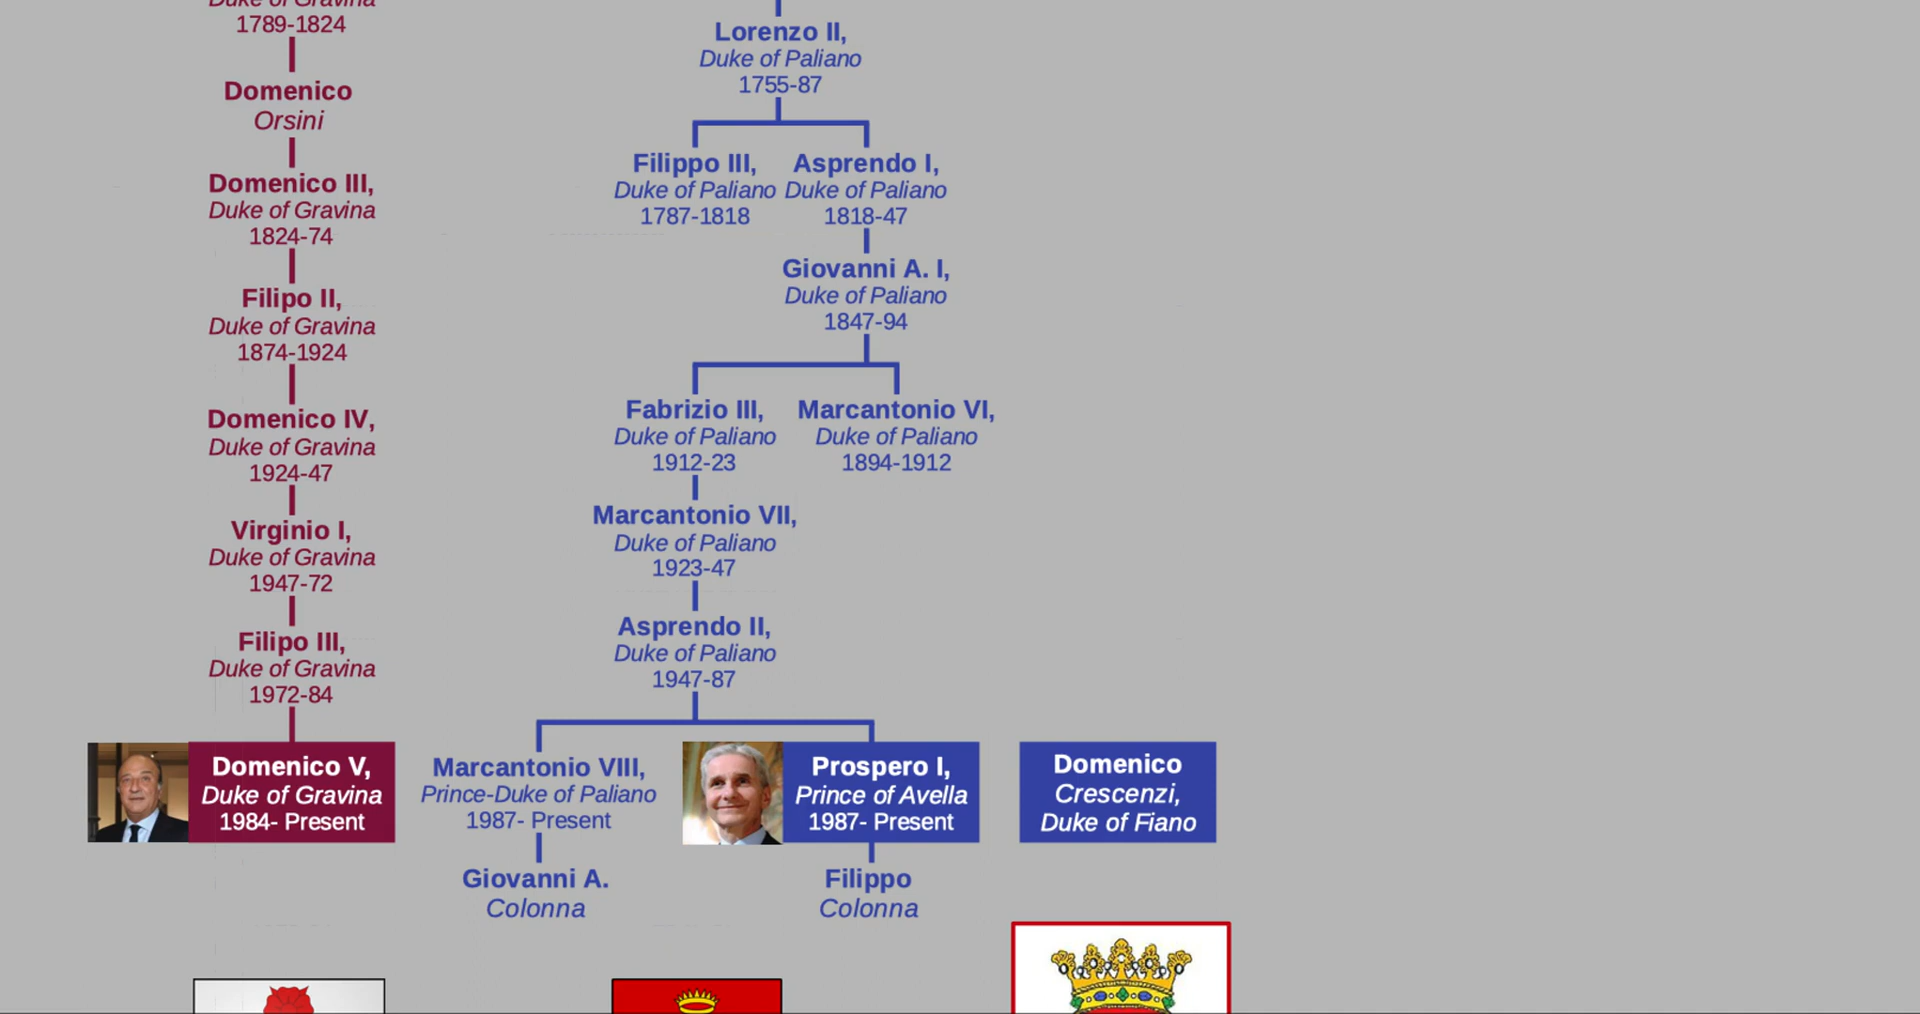 Duke of Gravina
1789-1824
Domenico
Orsini
Domenico III,
Duke of Gravina
1824-74
Filipo II,
Duke of Gravina
1874-1924
Domenico IV,
Duke of Gravina
1924-47
Virginio I,
Duke of Gravina
1947-72
Filipo III,
Duke of Gravina
1972-84
Domenico V,
Duke of Gravina
1984- Present
Lorenzo II,
Duke of Paliano
1755-87
Filippo III,
Duke of Paliano
1787-1818
Asprendo I,
Duke of Paliano
1818-47
Giovanni A. I,
Duke of Paliano
1847-94
Fabrizio III,
Duke of Paliano
1912-23
Marcantonio VI,
Duke of Paliano
1894-1912
Marcantonio VII,
Duke of Paliano
1923-47
Asprendo II,
Duke of Paliano
1947-87
Marcantonio VIII,
Prince-Duke of Paliano
1987- Present
Giovanni A.
Colonna
Prospero I,
Prince of Avella
1987- Present
Filippo
Colonna
Domenico
Crescenzi,
Duke of Fiano